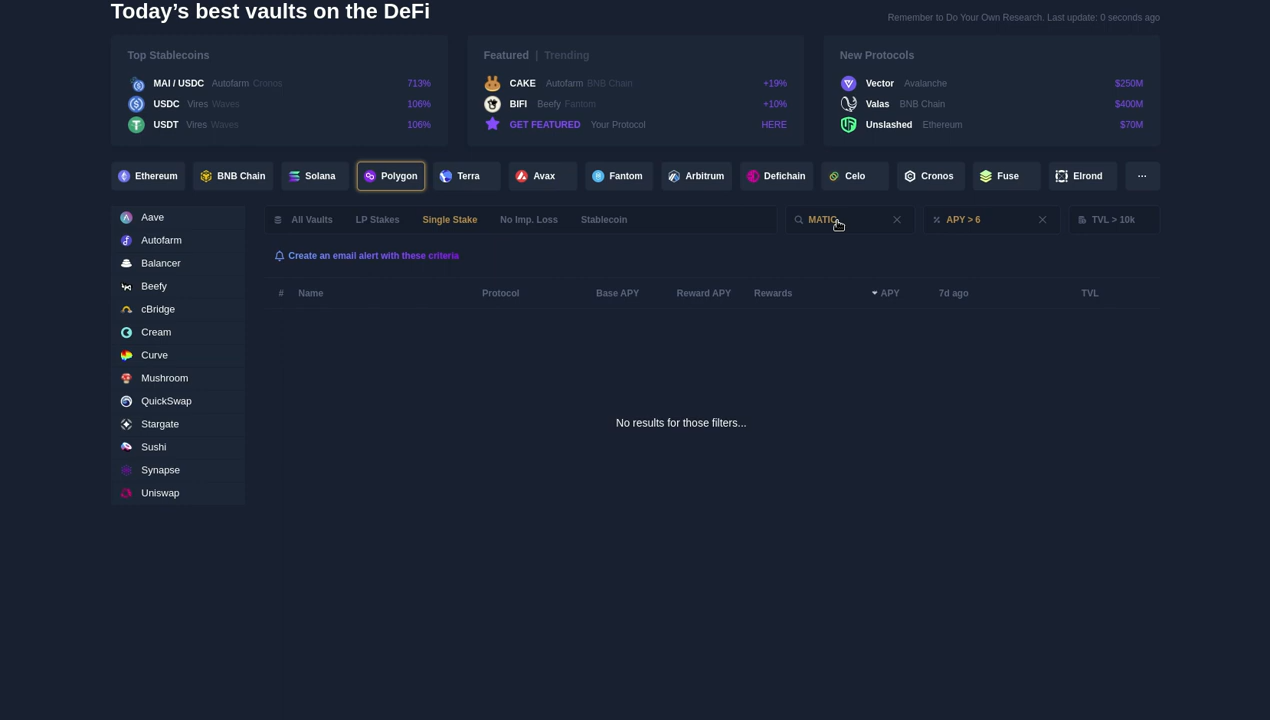 Today's best vaults on the DeFi
Remember to Do Your Own Research. Last update: 0 seconds ago
Top Stablecoins
MAI / USDC Autofarm Cronos 713%
USDC Vires Waves 106%
USDT Vires Waves 106%
Featured | Trending
CAKE Autofarm BNB Chain +19%
BIFI Beefy Fantom +10%
GET FEATURED Your Protocol HERE
New Protocols
Vector Avalanche $250M
Valas BNB Chain $400M
Unslashed Ethereum $70M
Ethereum BNB Chain Solana Polygon Terra Avax Fantom Arbitrum Defichain Celo Cronos Fuse Elrond ...
Aave
Autofarm
Balancer
Beefy
cBridge
Cream
Curve
Mushroom
QuickSwap
Stargate
Sushi
Synapse
Uniswap
All Vaults LP Stakes Single Stake No Imp. Loss Stablecoin MATIC APY > 6 TVL > 10k
Create an email alert with these criteria
# Name Protocol Base APY Reward APY Rewards APY 7d ago TVL
No results for those filters...